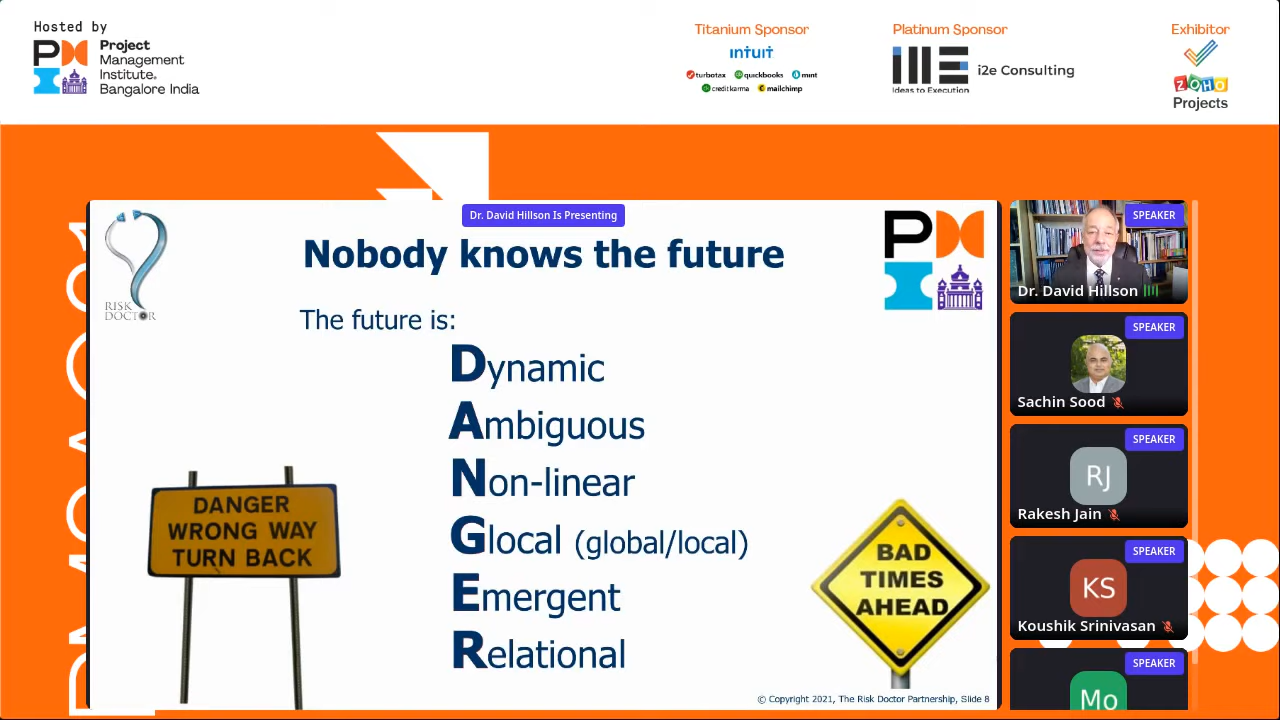 Hosted by
Project
Management
Institute.
Bangalore India
Titanium Sponsor
intuit
turbotax quickbooks mint
creditkarma mailchimp
Platinum Sponsor
i2e Consulting
Ideas to Execution
Exhibitor
ZOHO
Projects
Dr. David Hillson Is Presenting
RISK
DOCTOR
Nobody knows the future
The future is:
Dynamic
Ambiguous
Non-linear
Glocal (global/local)
Emergent
Relational
DANGER
WRONG WAY
TURN BACK
BAD
TIMES
AHEAD
© Copyright 2021, The Risk Doctor Partnership, Slide 8
SPEAKER
Dr. David Hillson
SPEAKER
Sachin Sood
SPEAKER
RJ
Rakesh Jain
SPEAKER
KS
Koushik Srinivasan
SPEAKER
Mo